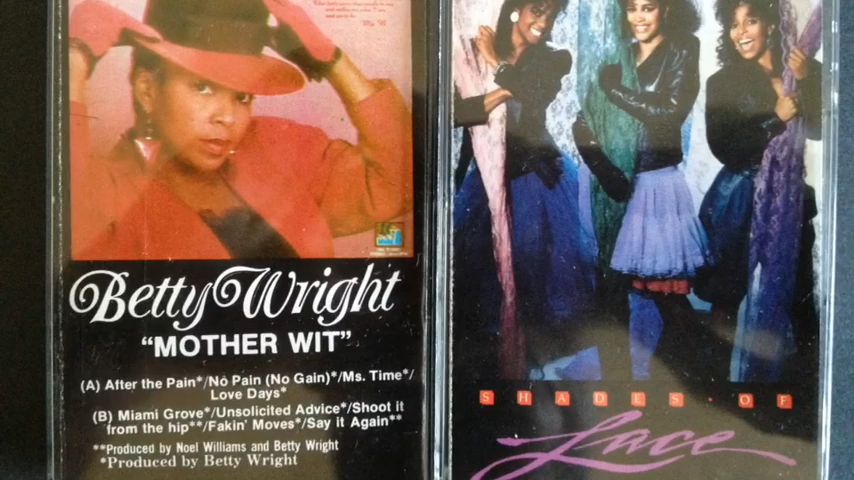 Betty Wright
"MOTHER WIT"
(A) After the Pain*/No Pain (No Gain)*/Ms. Time*/
Love Days*
(B) Miami Grove*/Unsolicited Advice*/Shoot it
from the hip**/Fakin' Moves*/Say it Again**
**Produced by Noel Williams and Betty Wright
*Produced by Betty Wright
SHADES · OF
Lace